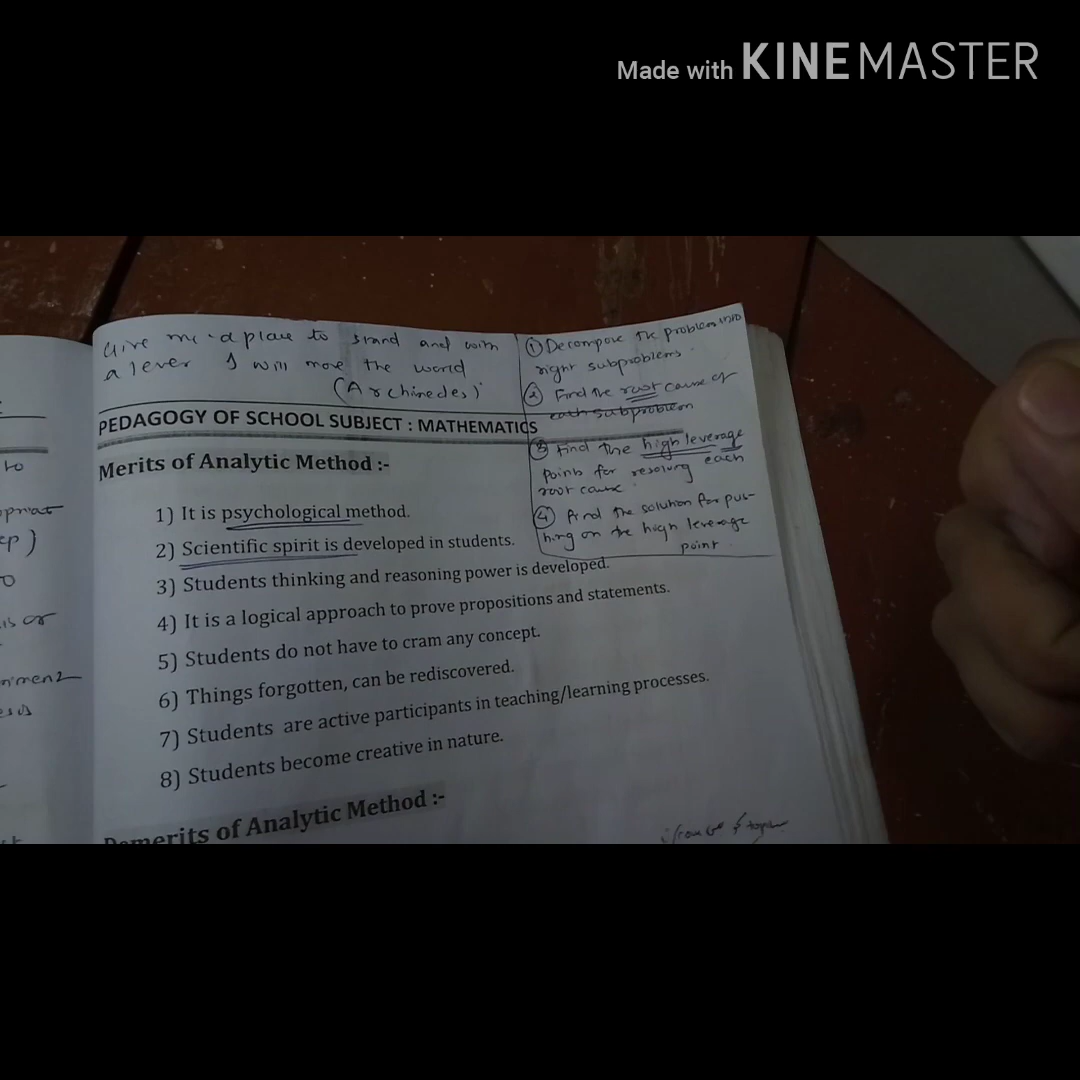 Made with KINEMASTER
Give me a place to stand and with
a lever I will move the world
(Archimedes)
① Decompose the problem into
right subproblems.
② Find the root cause of
each subproblem
③ Find the high leverage
points for resolving each
root cause.
④ Find the solution for pus-
hing on the high leverage
point.
PEDAGOGY OF SCHOOL SUBJECT : MATHEMATICS
Merits of Analytic Method :-
1) It is psychological method.
2) Scientific spirit is developed in students.
3) Students thinking and reasoning power is developed.
4) It is a logical approach to prove propositions and statements.
5) Students do not have to cram any concept.
6) Things forgotten, can be rediscovered.
7) Students are active participants in teaching/learning processes.
8) Students become creative in nature.
Demerits of Analytic Method :-